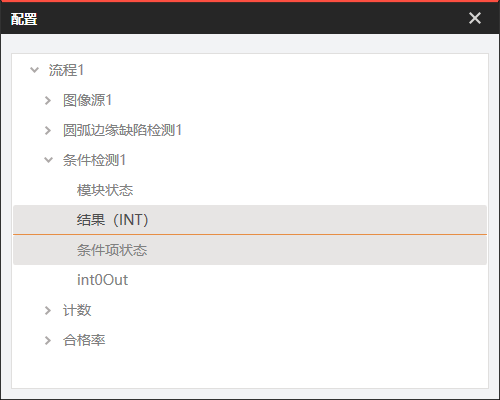 配置
流程1
图像源1
圆弧边缘缺陷检测1
条件检测1
模块状态
结果（INT）
条件项状态
int0Out
计数
合格率